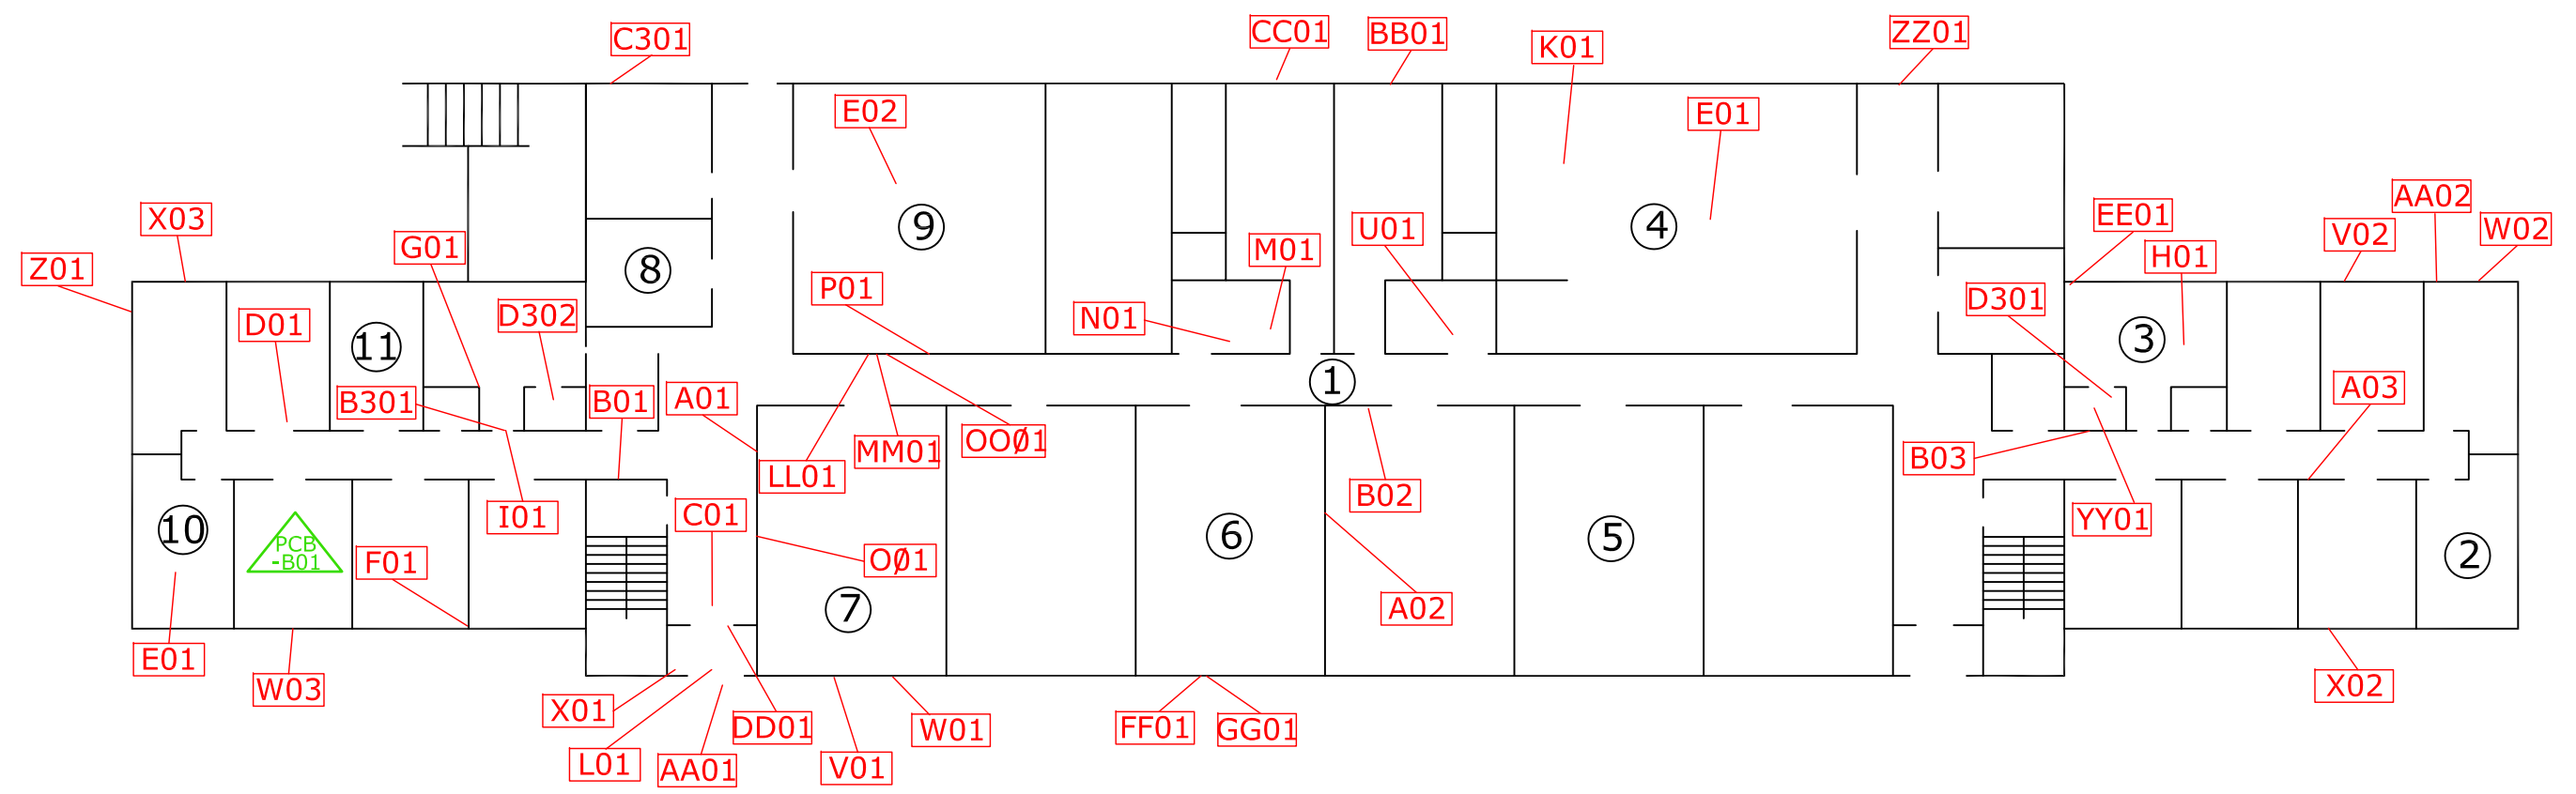 C301
CC01
BB01
K01
ZZ01
E02
E01
X03
Z01
G01
AA02
EE01
V02
W02
U01
M01
9
4
H01
8
P01
D301
D302
N01
D01
3
11
1
B301
B01
A01
A03
OOØ1
MM01
LL01
B03
B02
I01
C01
YY01
10
PCB
-B01
6
5
2
F01
OØ1
7
A02
E01
W03
X02
X01
DD01
W01
FF01
GG01
L01
AA01
V01